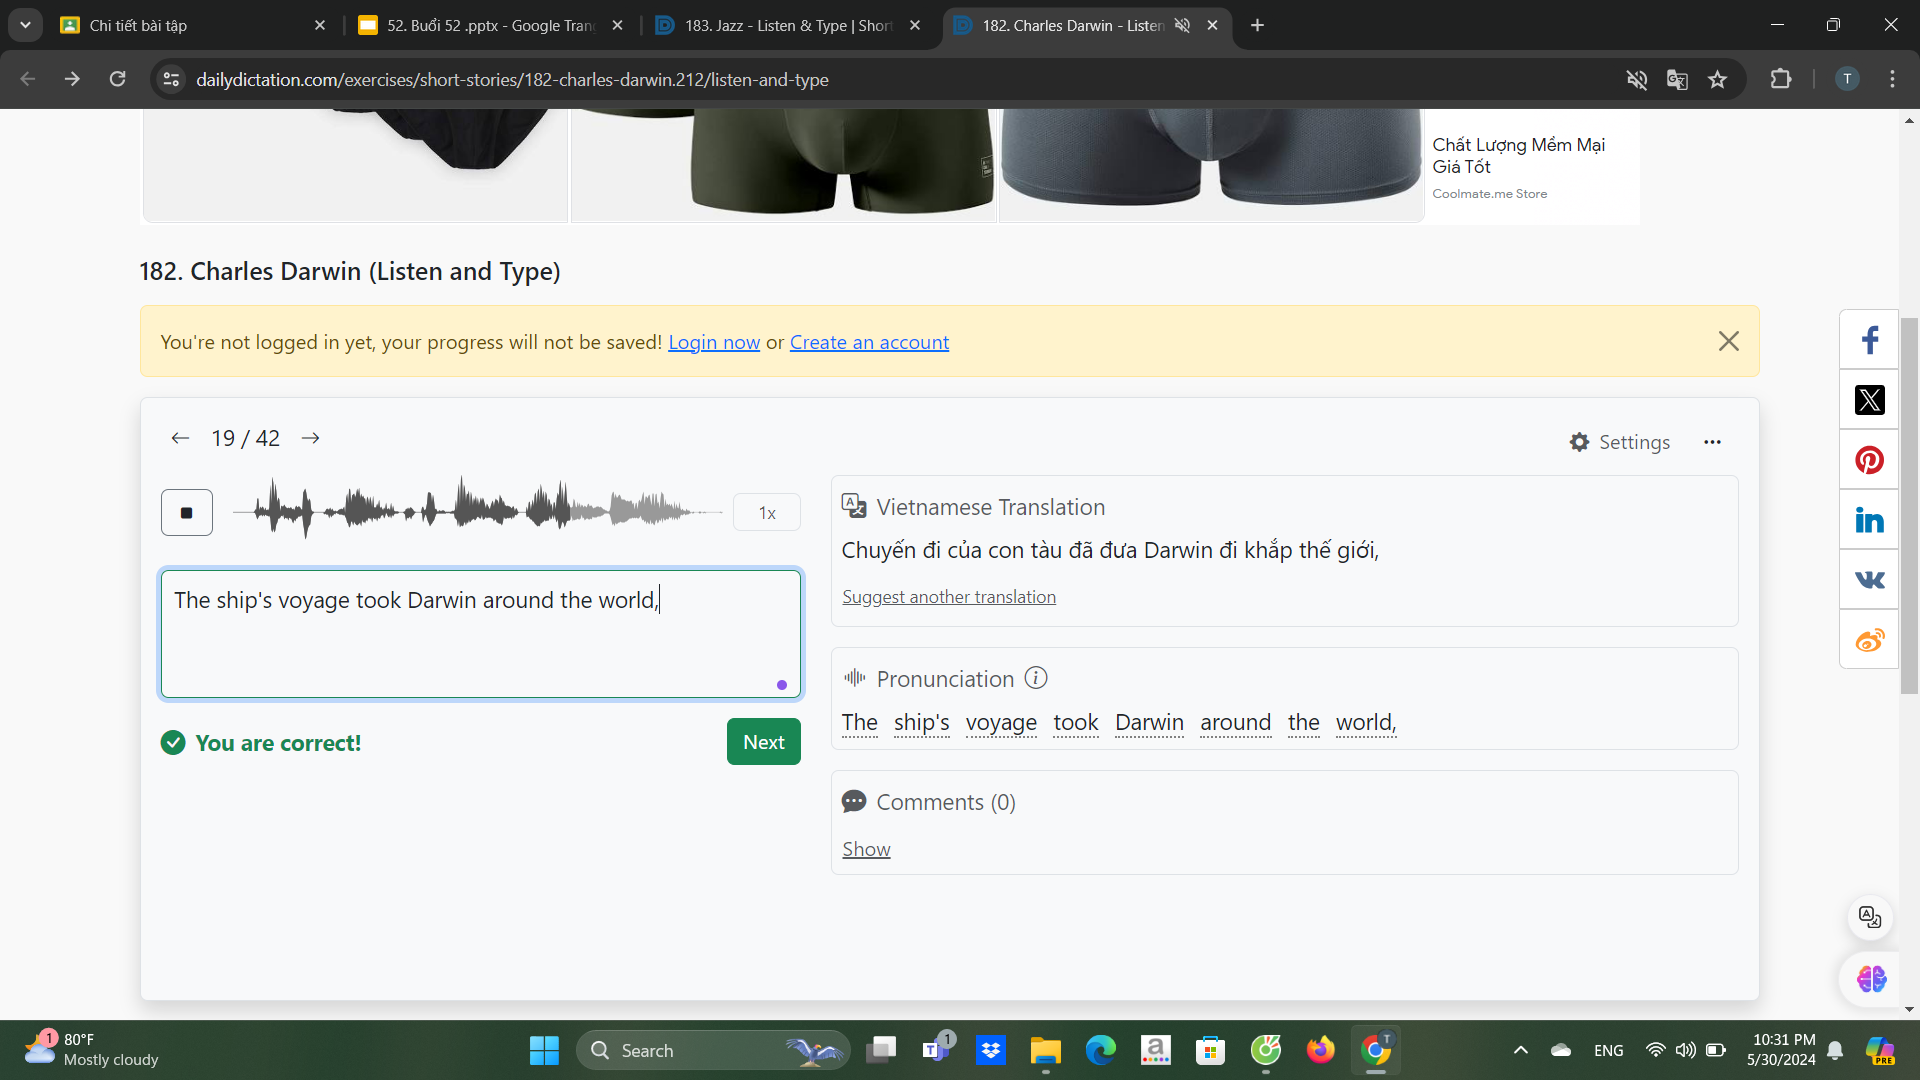 Chi tiết bài tập
52. Buổi 52 .pptx - Google Tran
183. Jazz - Listen & Type | Shor
182. Charles Darwin - Listen
dailydictation.com/exercises/short-stories/182-charles-darwin.212/listen-and-type
T
Chất Lượng Mềm Mại
Giá Tốt
Coolmate.me Store
182. Charles Darwin (Listen and Type)
You're not logged in yet, your progress will not be saved! Login now or Create an account
19 / 42
Settings
1x
Vietnamese Translation
Chuyến đi của con tàu đã đưa Darwin đi khắp thế giới,
Suggest another translation
The ship's voyage took Darwin around the world,
You are correct!
Next
Pronunciation
The ship's voyage took Darwin around the world,
Comments (0)
Show
1
80°F
Mostly cloudy
Search
1
ENG
10:31 PM
5/30/2024
PRE